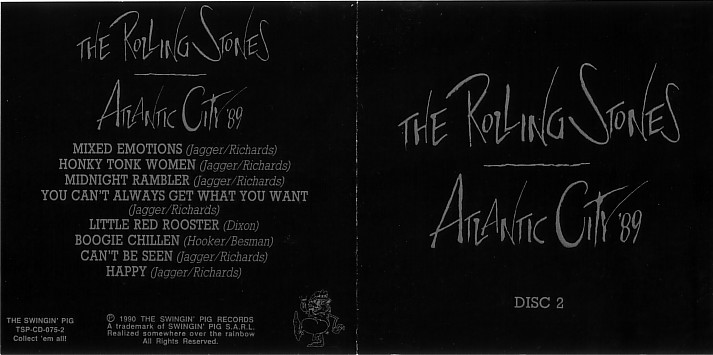 THE ROLLING STONES
ATLANTIC CITY '89
MIXED EMOTIONS (Jagger/Richards)
HONKY TONK WOMEN (Jagger/Richards)
MIDNIGHT RAMBLER (Jagger/Richards)
YOU CAN'T ALWAYS GET WHAT YOU WANT
(Jagger/Richards)
LITTLE RED ROOSTER (Dixon)
BOOGIE CHILLEN (Hooker/Besman)
CAN'T BE SEEN (Jagger/Richards)
HAPPY (Jagger/Richards)
THE SWINGIN' PIG
TSP-CD-075-2
Collect 'em all!
℗ 1990 THE SWINGIN' PIG RECORDS
A trademark of SWINGIN' PIG S.A.R.L.
Realized somewhere over the rainbow
All Rights Reserved.
THE ROLLING STONES
ATLANTIC CITY '89
DISC 2